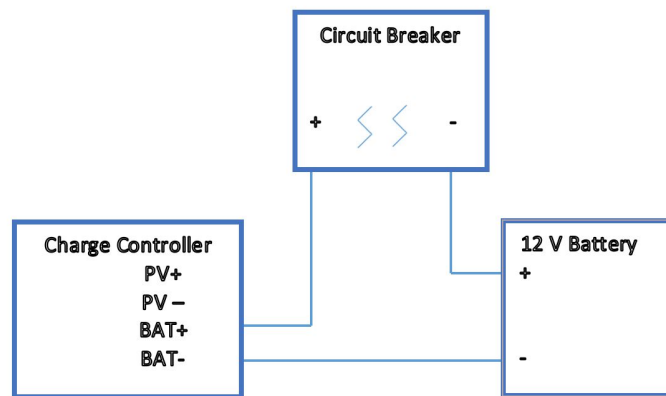 Circuit Breaker
+ -
Charge Controller
PV+
PV –
BAT+
BAT-
12 V Battery
+
-